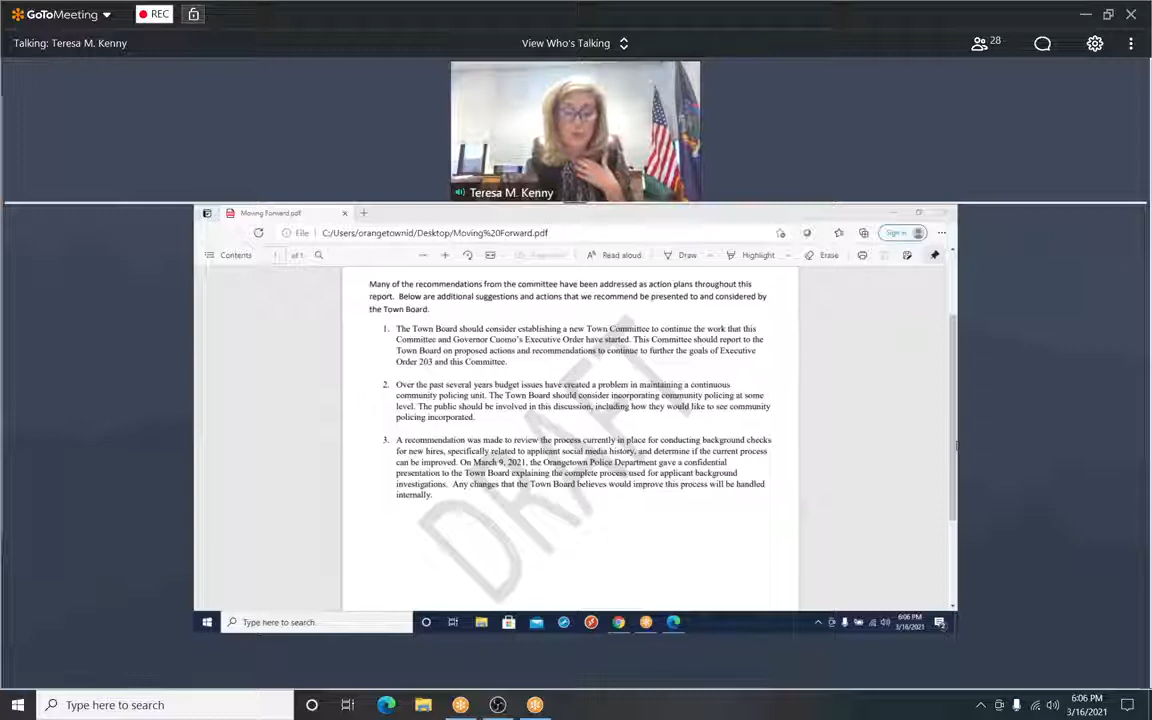 GoToMeeting
REC
Talking: Teresa M. Kenny
View Who's Talking
28
Teresa M. Kenny
Moving Forward.pdf
File
C:/Users/orangetownid/Desktop/Moving%20Forward.pdf
Sign in
Contents
of 1
Read aloud
Draw
Highlight
Erase
Many of the recommendations from the committee have been addressed as action plans throughout this
report. Below are additional suggestions and actions that we recommend be presented to and considered by
the Town Board.
1. The Town Board should consider establishing a new Town Committee to continue the work that this
Committee and Governor Cuomo's Executive Order have started. This Committee should report to the
Town Board on proposed actions and recommendations to continue to further the goals of Executive
Order 203 and this Committee.
2. Over the past several years budget issues have created a problem in maintaining a continuous
community policing unit. The Town Board should consider incorporating community policing at some
level. The public should be involved in this discussion, including how they would like to see community
policing incorporated.
3. A recommendation was made to review the process currently in place for conducting background checks
for new hires, specifically related to applicant social media history, and determine if the current process
can be improved. On March 9, 2021, the Orangetown Police Department gave a confidential
presentation to the Town Board explaining the complete process used for applicant background
investigations. Any changes that the Town Board believes would improve this process will be handled
internally.
DRAFT
Type here to search
6:06 PM
3/16/2021
Type here to search
6:06 PM
3/16/2021